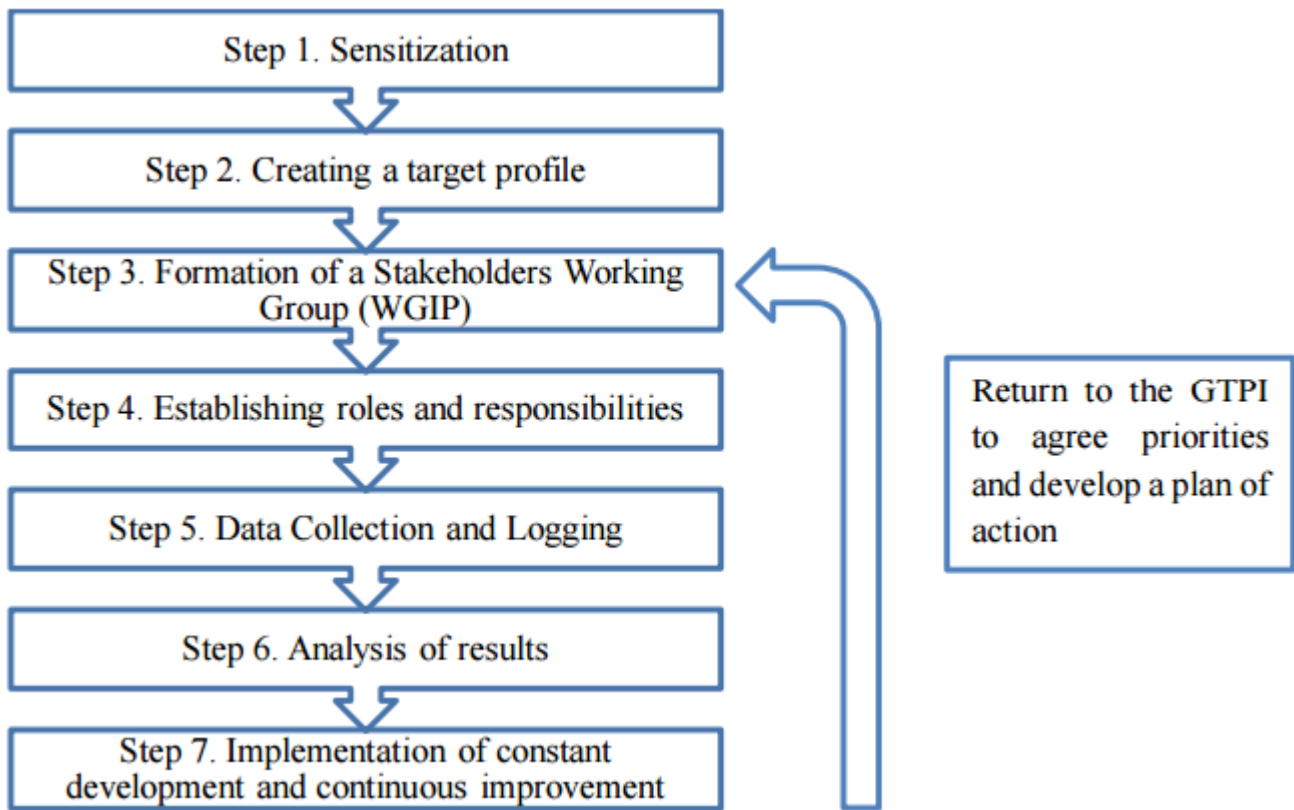 Step 1. Sensitization
Step 2. Creating a target profile
Step 3. Formation of a Stakeholders Working
Group (WGIP)
Step 4. Establishing roles and responsibilities
Step 5. Data Collection and Logging
Step 6. Analysis of results
Step 7. Implementation of constant
development and continuous improvement
Return to the GTPI
to agree priorities
and develop a plan of
action